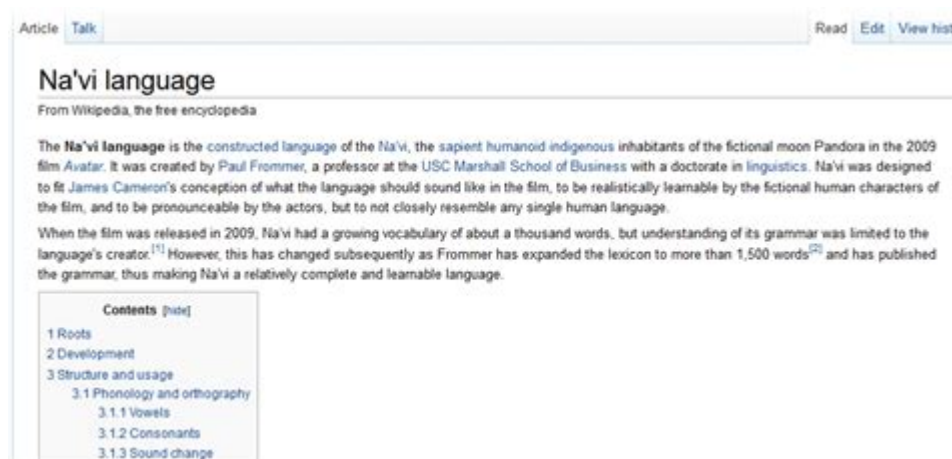 Article Talk Read Edit View hist
Na'vi language
From Wikipedia, the free encyclopedia
The Na'vi language is the constructed language of the Na'vi, the sapient humanoid indigenous inhabitants of the fictional moon Pandora in the 2009
film Avatar. It was created by Paul Frommer, a professor at the USC Marshall School of Business with a doctorate in linguistics. Na'vi was designed
to fit James Cameron's conception of what the language should sound like in the film, to be realistically learnable by the fictional human characters of
the film, and to be pronounceable by the actors, but to not closely resemble any single human language.
When the film was released in 2009, Na'vi had a growing vocabulary of about a thousand words, but understanding of its grammar was limited to the
language's creator.[1] However, this has changed subsequently as Frommer has expanded the lexicon to more than 1,500 words[2] and has published
the grammar, thus making Na'vi a relatively complete and learnable language.
Contents [hide]
1 Roots
2 Development
3 Structure and usage
3.1 Phonology and orthography
3.1.1 Vowels
3.1.2 Consonants
3.1.3 Sound change